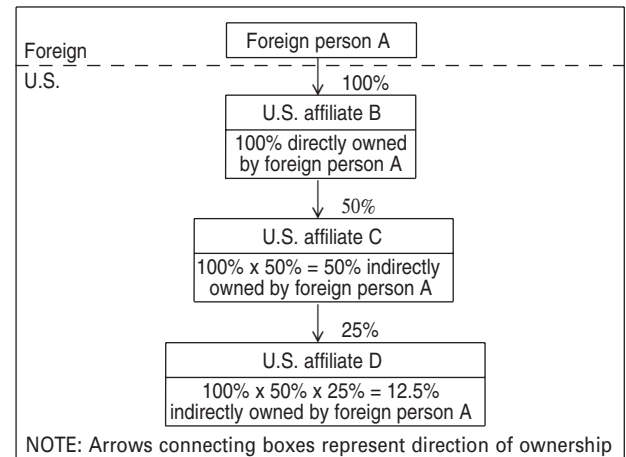 Foreign person A
Foreign
U.S.
100%
U.S. affiliate B
100% directly owned
by foreign person A
50%
U.S. affiliate C
100% x 50% = 50% indirectly
owned by foreign person A
25%
U.S. affiliate D
100% x 50% x 25% = 12.5%
indirectly owned by foreign person A
NOTE: Arrows connecting boxes represent direction of ownership